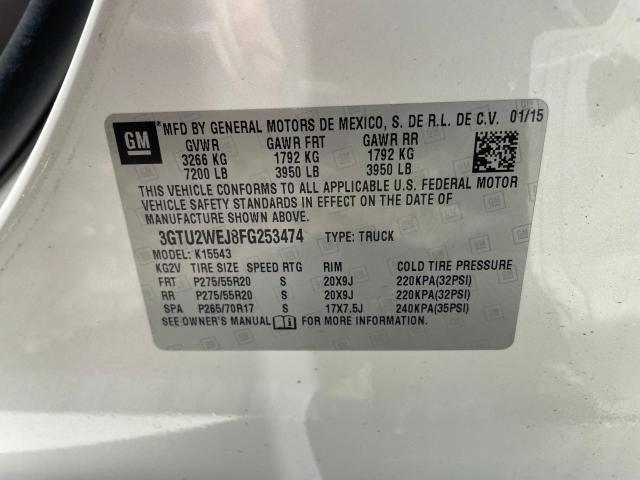 GM
®MFD BY GENERAL MOTORS DE MEXICO, S. DE R.L. DE C.V. 01/15
GVWR GAWR FRT GAWR RR
3266 KG 1792 KG 1792 KG
7200 LB 3950 LB 3950 LB
THIS VEHICLE CONFORMS TO ALL APPLICABLE U.S. FEDERAL MOTOR
VEHICLE SAFETY STANDARDS IN EFFECT ON THE DATE OF
MANUFACTURE SHOWN ABOVE.
3GTU2WEJ8FG253474 TYPE: TRUCK
MODEL: K15543
KG2V TIRE SIZE SPEED RTG RIM COLD TIRE PRESSURE
FRT P275/55R20 S 20X9J 220KPA(32PSI)
RR P275/55R20 S 20X9J 220KPA(32PSI)
SPA P265/70R17 S 17X7.5J 240KPA(35PSI)
SEE OWNER'S MANUAL FOR MORE INFORMATION.